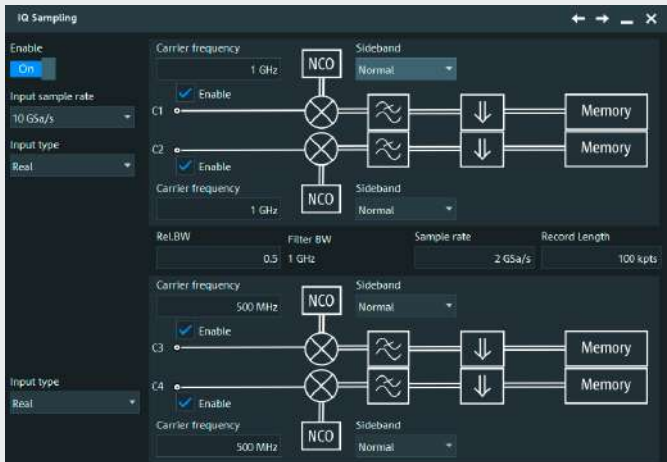 IQ Sampling
Enable
On
Input sample rate
10 GSa/s
Input type
Real
Carrier frequency
1 GHz
NCO
Sideband
Normal
Enable
C1
Memory
C2
Memory
Enable
Carrier frequency
1 GHz
NCO
Sideband
Normal
Rel.BW
0.5
Filter BW
1 GHz
Sample rate
2 GSa/s
Record Length
100 kpts
Carrier frequency
500 MHz
NCO
Sideband
Normal
Enable
C3
Memory
Input type
Real
C4
Memory
Enable
Carrier frequency
500 MHz
NCO
Sideband
Normal